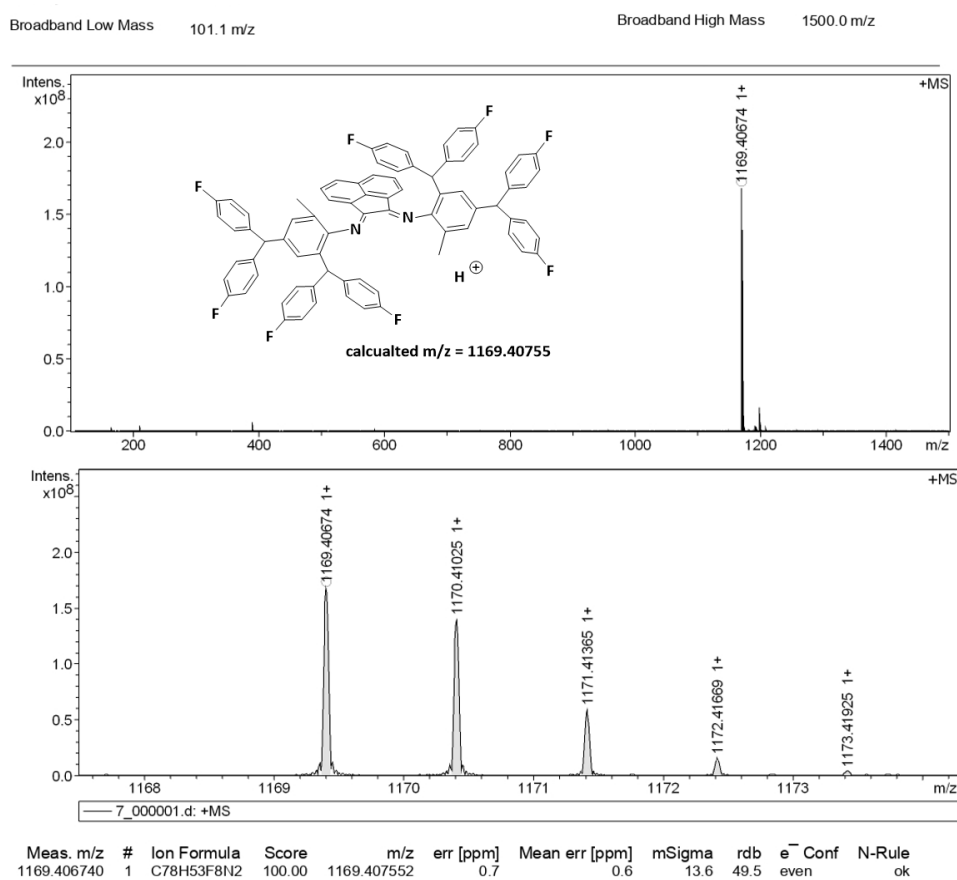 Broadband Low Mass 101.1 m/z Broadband High Mass 1500.0 m/z
Intens.
x10⁸
+MS
1169.40674 1+
2.0
1.5
1.0
0.5
0.0
F
F
F
F
F
F
F
F
N
N
H ⊕
calcualted m/z = 1169.40755
200 400 600 800 1000 1200 1400 m/z
Intens.
x10⁸
+MS
1169.40674 1+
1170.41025 1+
1171.41365 1+
1172.41669 1+
1173.41925 1+
2.0
1.5
1.0
0.5
0.0
1168 1169 1170 1171 1172 1173 m/z
7_000001.d: +MS
Meas. m/z # Ion Formula Score m/z err [ppm] Mean err [ppm] mSigma rdb e⁻ Conf N-Rule
1169.406740 1 C78H53F8N2 100.00 1169.407552 0.7 0.6 13.6 49.5 even ok